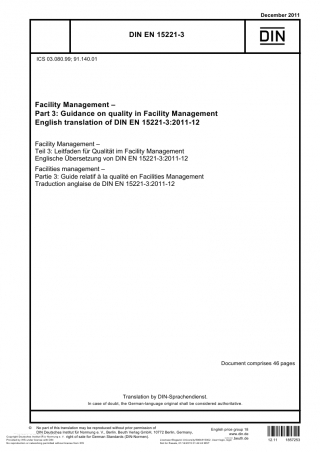 December 2011
DIN EN 15221-3
DIN
ICS 03.080.99; 91.140.01
Facility Management –
Part 3: Guidance on quality in Facility Management
English translation of DIN EN 15221-3:2011-12
Facility Management –
Teil 3: Leitfaden für Qualität im Facility Management
Englische Übersetzung von DIN EN 15221-3:2011-12
Facilities management –
Partie 3: Guide relatif à la qualité en Facilities Management
Traduction anglaise de DIN EN 15221-3:2011-12
Document comprises 46 pages
Translation by DIN-Sprachendienst.
In case of doubt, the German-language original shall be considered authoritative.
© No part of this translation may be reproduced without prior permission of
DIN Deutsches Institut für Normung e. V., Berlin. Beuth Verlag GmbH, 10772 Berlin, Germany,
right of sale for German Standards (DIN-Normen).
English price group 18
www.din.de
www.beuth.de
12.11